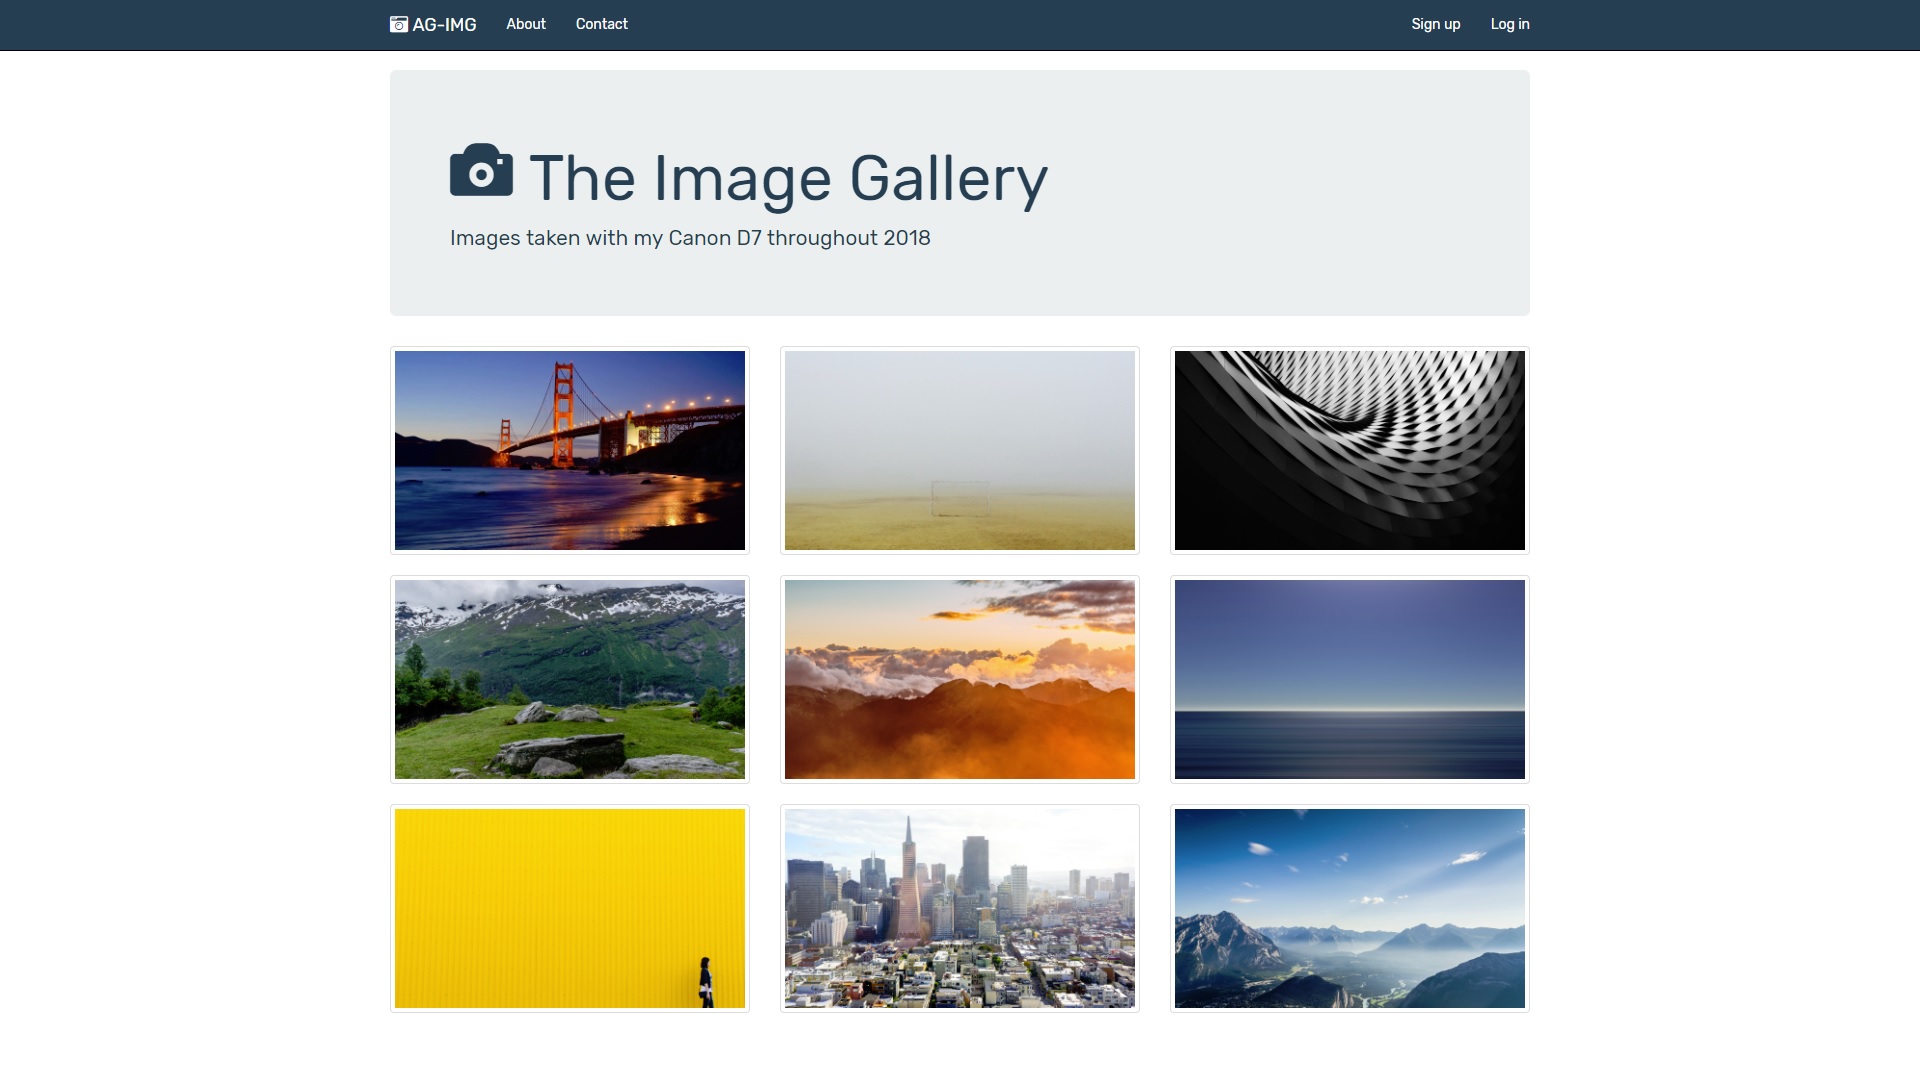 AG-IMG About Contact Sign up Log in
The Image Gallery
Images taken with my Canon D7 throughout 2018